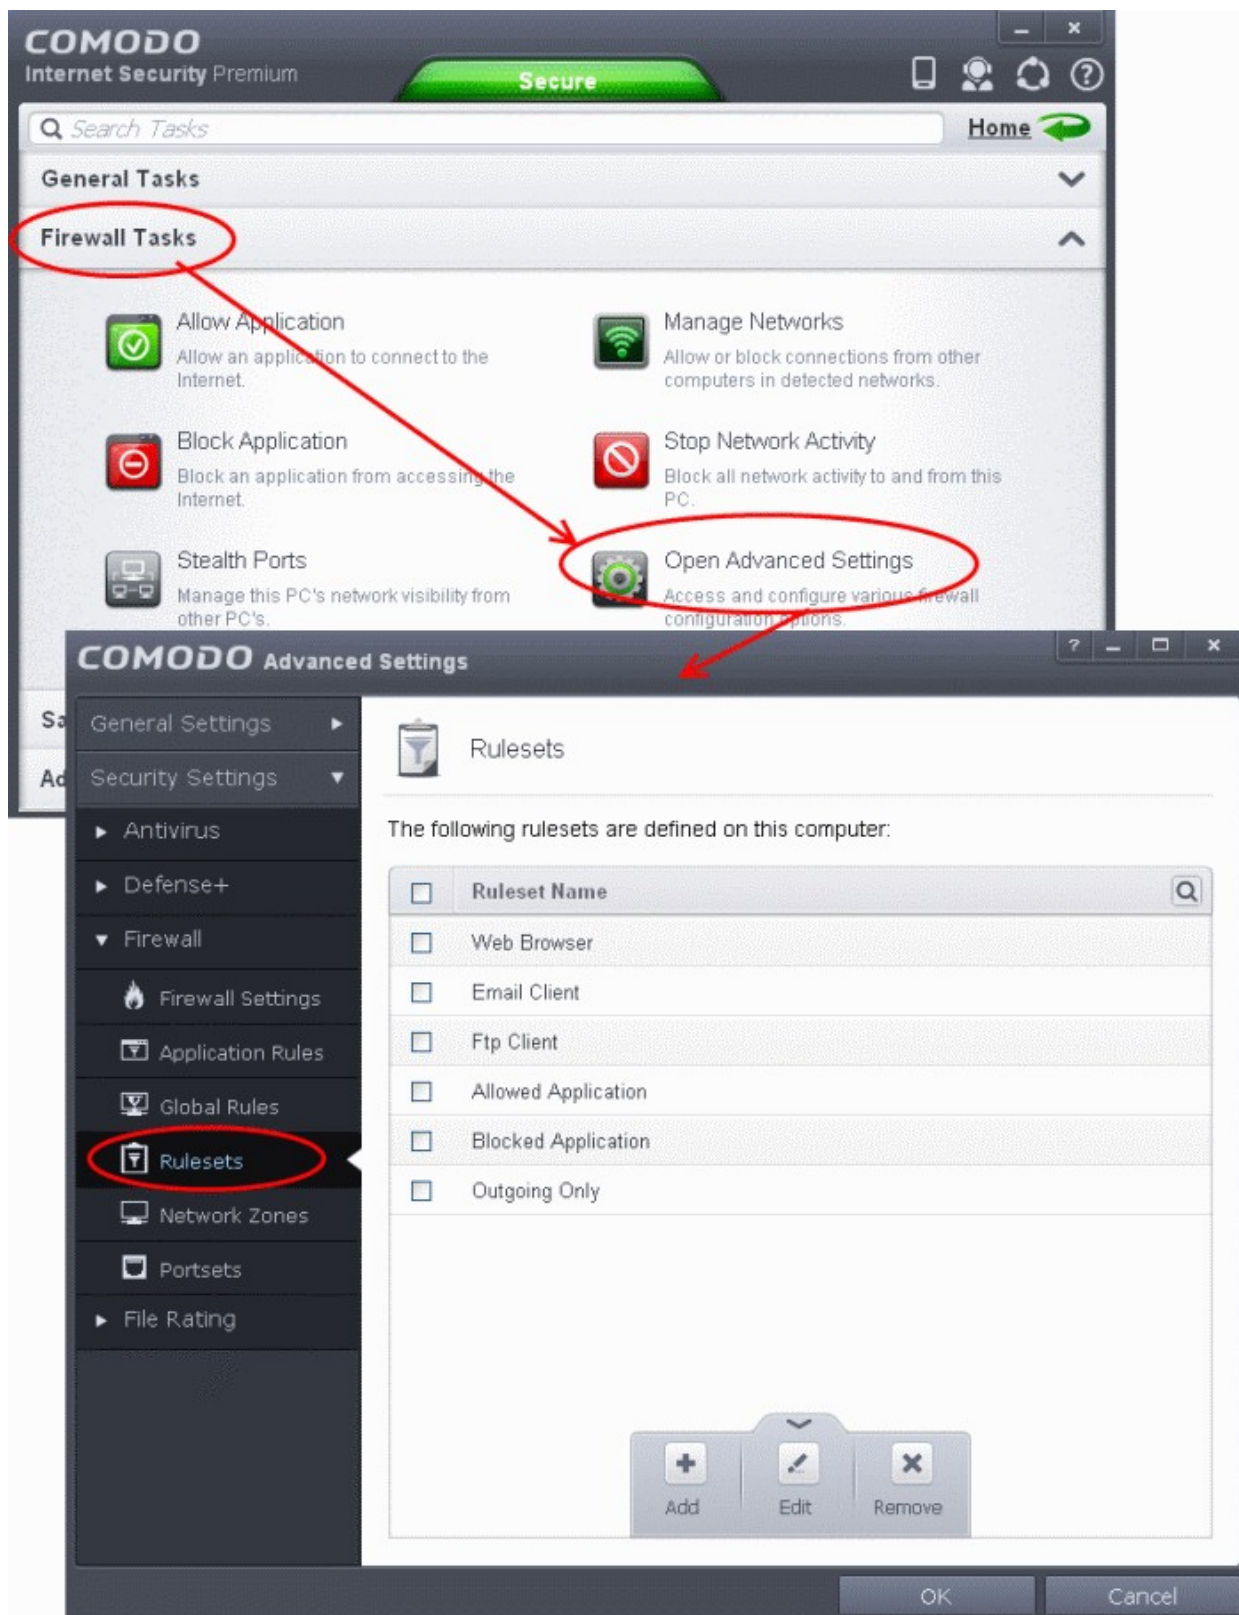 COMODO
Internet Security Premium
Secure
Search Tasks
Home
General Tasks
Firewall Tasks
Allow Application
Allow an application to connect to the
Internet.
Manage Networks
Allow or block connections from other
computers in detected networks.
Block Application
Block an application from accessing the
Internet.
Stop Network Activity
Block all network activity to and from this
PC.
Stealth Ports
Manage this PC's network visibility from
other PC's.
Open Advanced Settings
Access and configure various firewall
configuration options.
Sa
Ad
COMODO Advanced Settings
General Settings
Security Settings
Antivirus
Defense+
Firewall
Firewall Settings
Application Rules
Global Rules
Rulesets
Network Zones
Portsets
File Rating
Rulesets
The following rulesets are defined on this computer:
Ruleset Name
Web Browser
Email Client
Ftp Client
Allowed Application
Blocked Application
Outgoing Only
Add
Edit
Remove
OK
Cancel